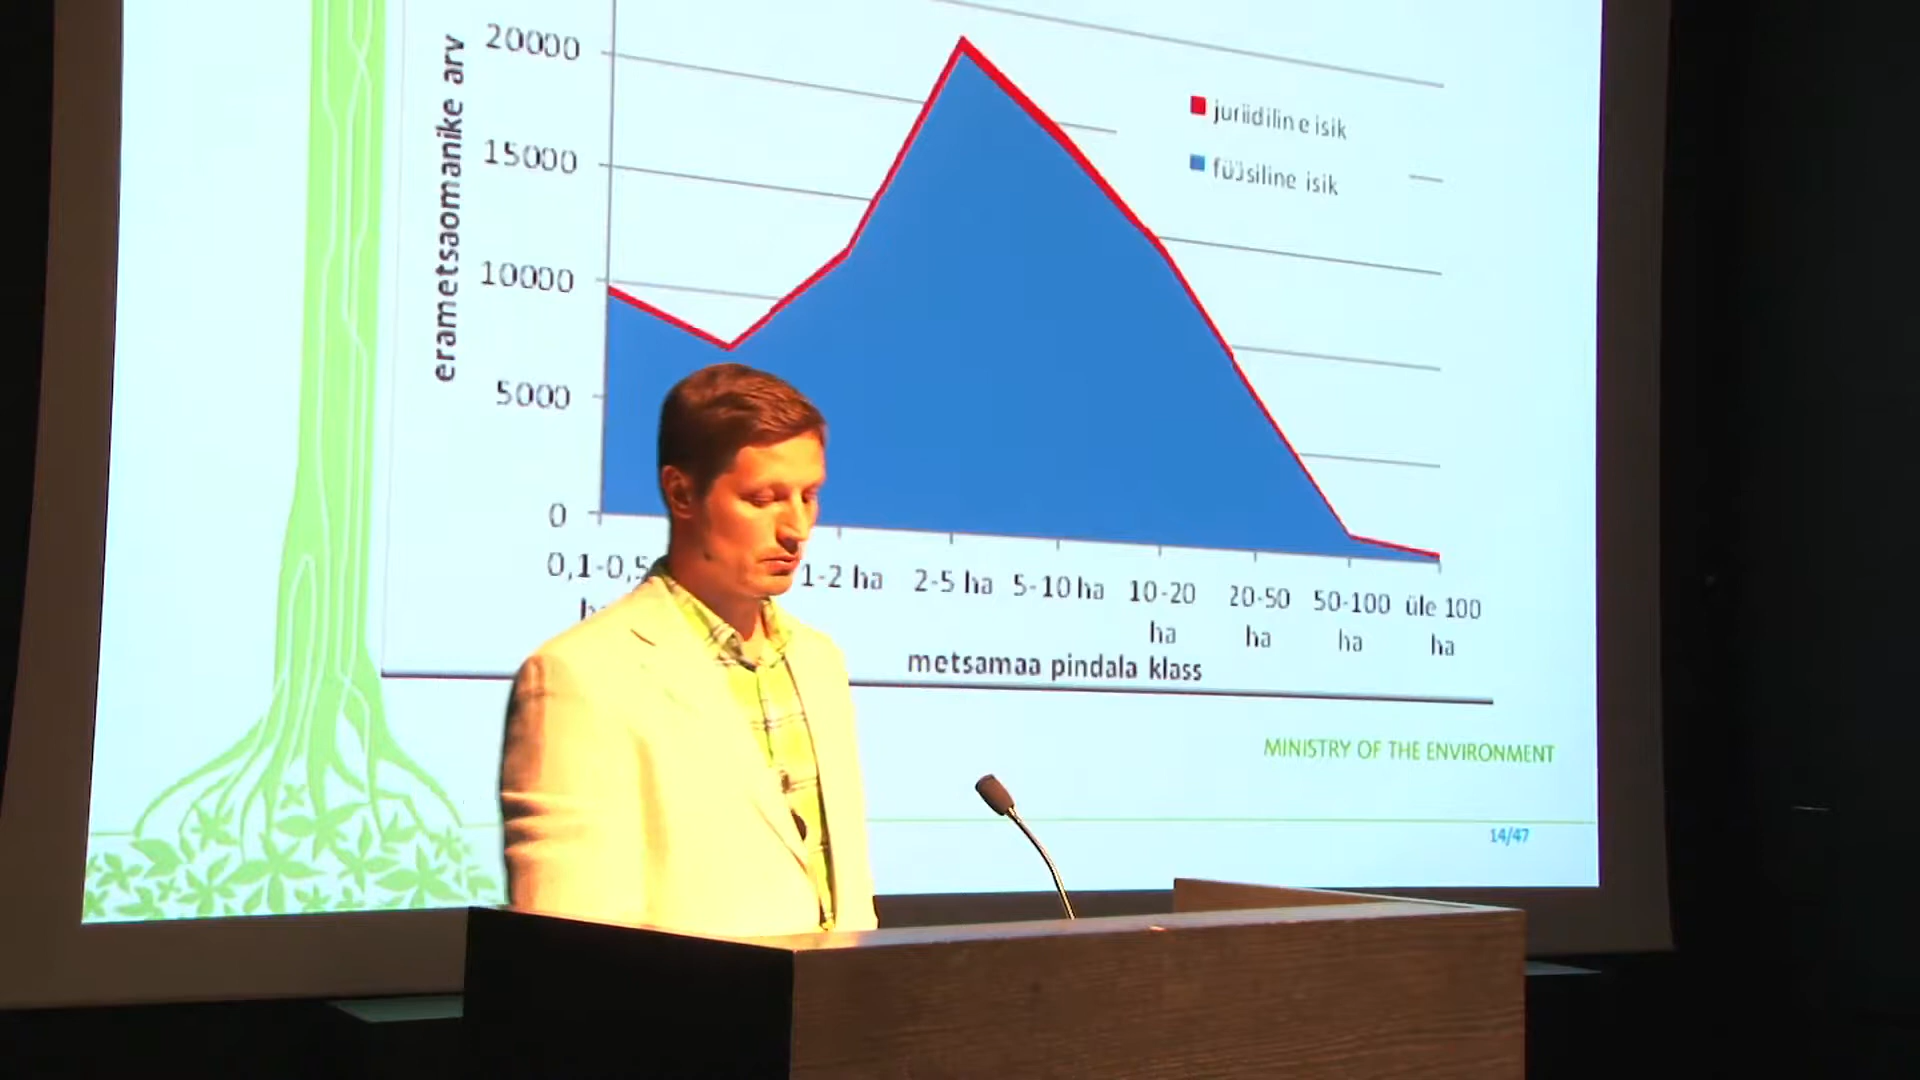 erametsaomanike arv
20000
15000
10000
5000
0
juriidiline isik
füüsiline isik
0,1-0,5
1-2 ha
2-5 ha
5-10 ha
10-20
ha
20-50
ha
50-100
ha
üle 100
ha
metsamaa pindala klass
MINISTRY OF THE ENVIRONMENT
14/47